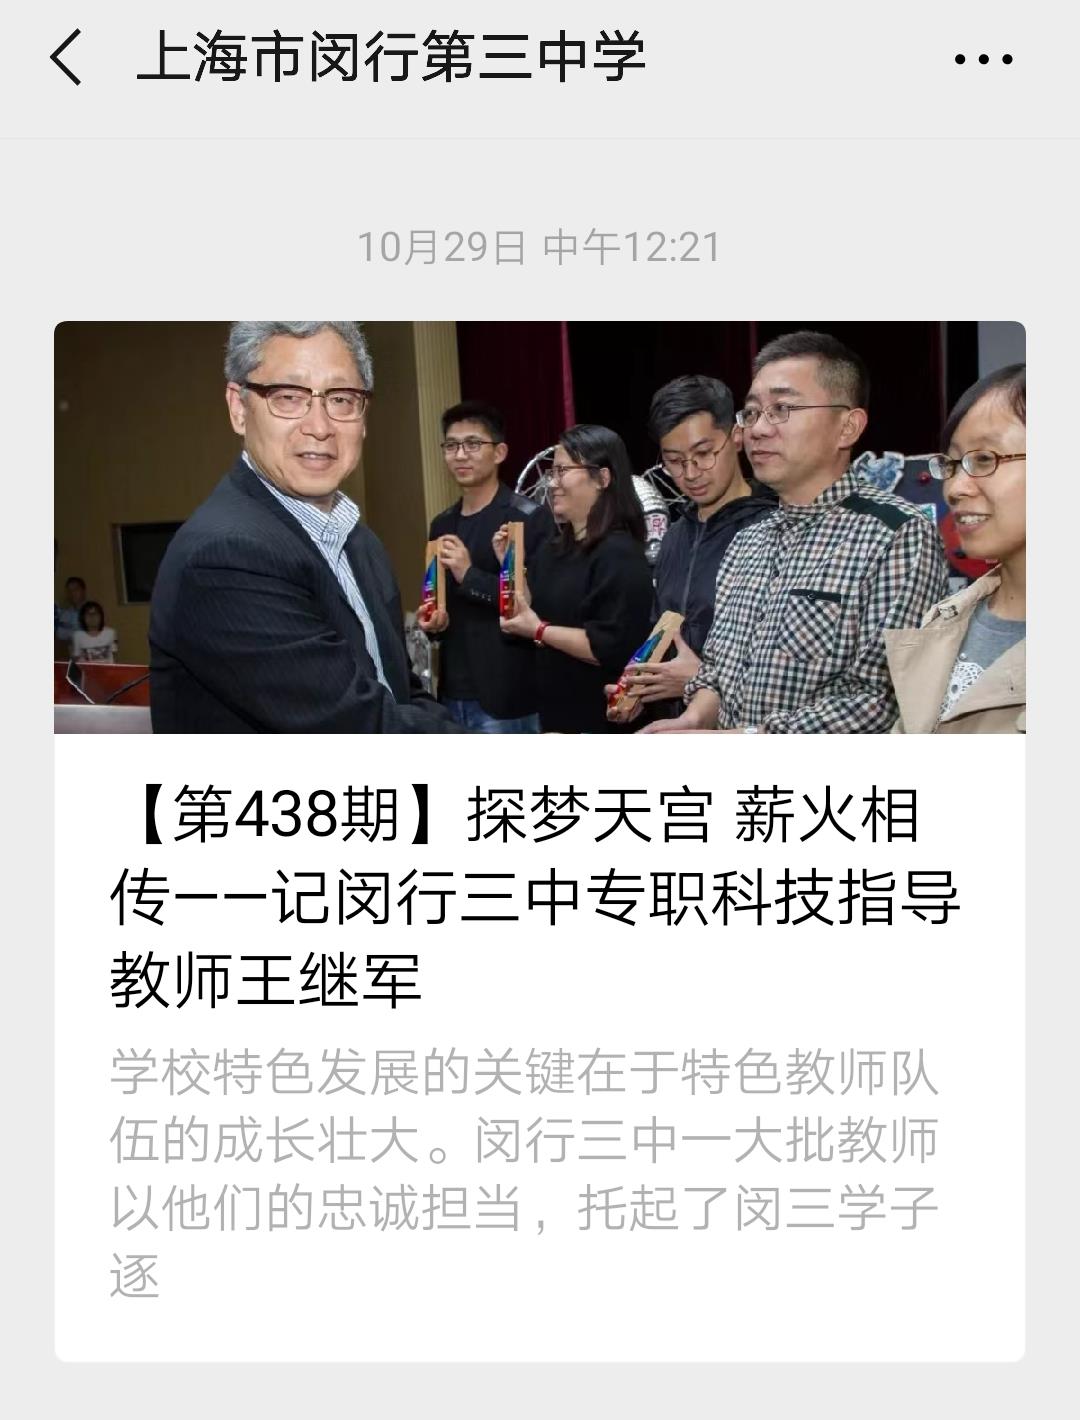 上海市闵行第三中学
10月29日 中午12:21
【第438期】探梦天宫 薪火相
传——记闵行三中专职科技指导
教师王继军
学校特色发展的关键在于特色教师队
伍的成长壮大。闵行三中一大批教师
以他们的忠诚担当，托起了闵三学子
逐